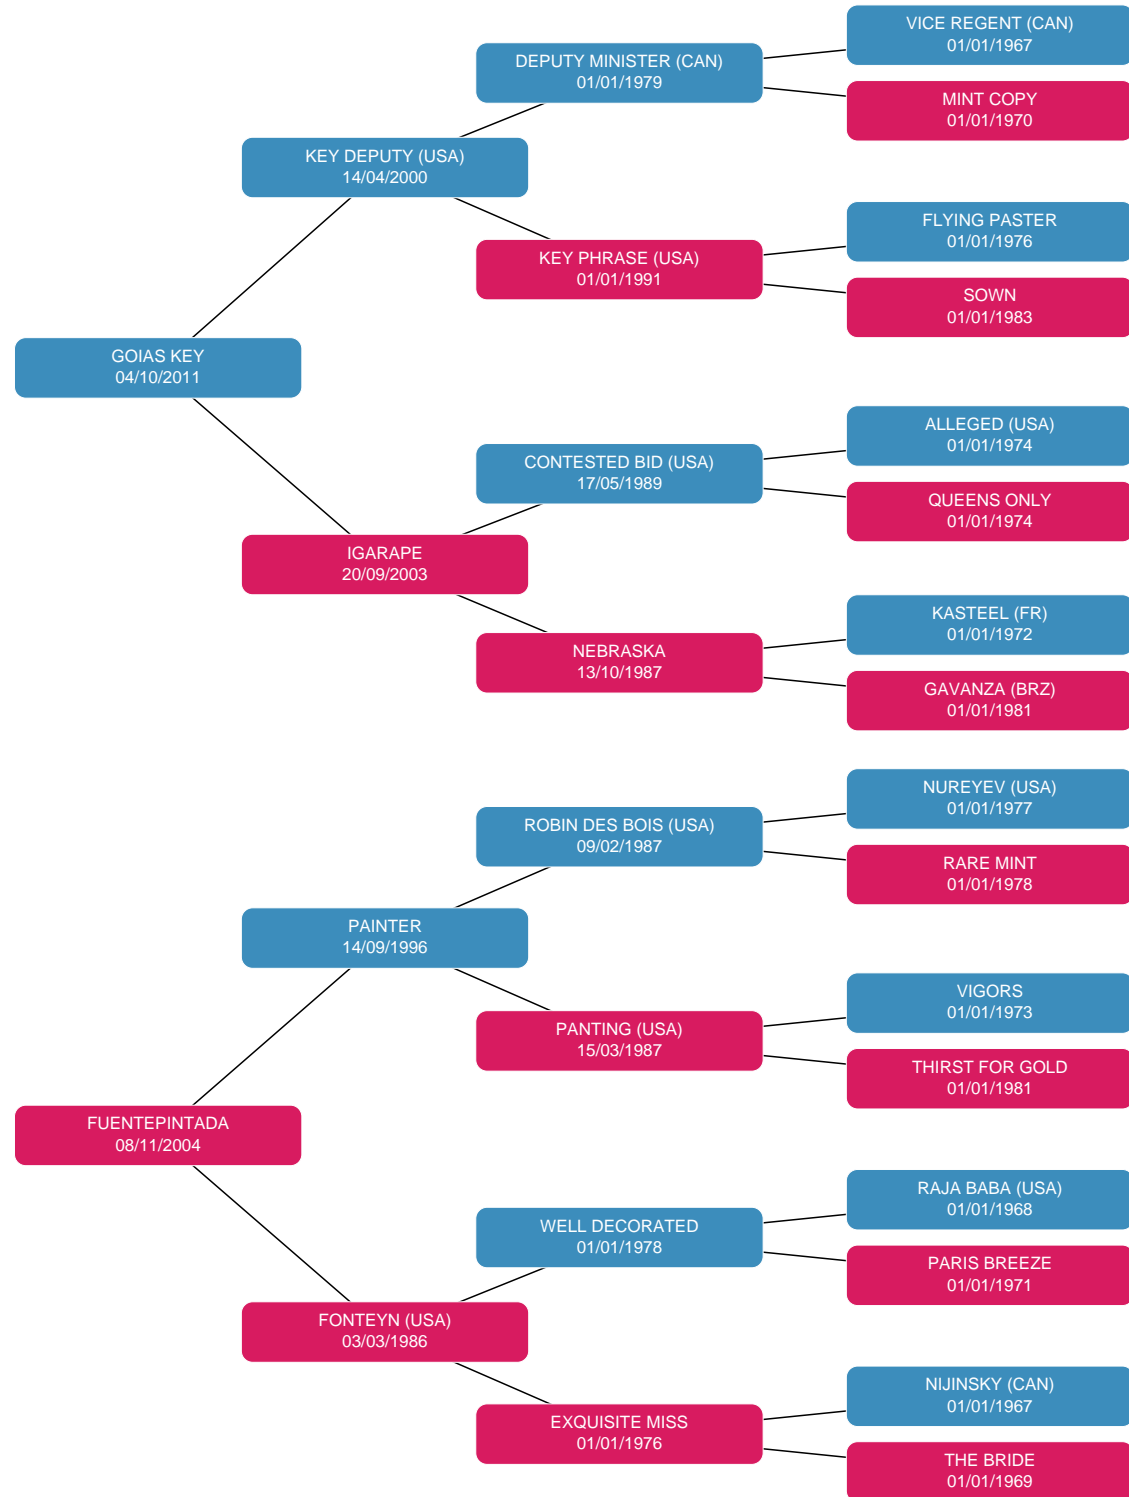 VICE REGENT (CAN)
01/01/1967
DEPUTY MINISTER (CAN)
01/01/1979
MINT COPY
01/01/1970
KEY DEPUTY (USA)
14/04/2000
FLYING PASTER
01/01/1976
KEY PHRASE (USA)
01/01/1991
SOWN
01/01/1983
GOIAS KEY
04/10/2011
ALLEGED (USA)
01/01/1974
CONTESTED BID (USA)
17/05/1989
QUEENS ONLY
01/01/1974
IGARAPE
20/09/2003
KASTEEL (FR)
01/01/1972
NEBRASKA
13/10/1987
GAVANZA (BRZ)
01/01/1981
NUREYEV (USA)
01/01/1977
ROBIN DES BOIS (USA)
09/02/1987
RARE MINT
01/01/1978
PAINTER
14/09/1996
VIGORS
01/01/1973
PANTING (USA)
15/03/1987
THIRST FOR GOLD
01/01/1981
FUENTEPINTADA
08/11/2004
RAJA BABA (USA)
01/01/1968
WELL DECORATED
01/01/1978
PARIS BREEZE
01/01/1971
FONTEYN (USA)
03/03/1986
NIJINSKY (CAN)
01/01/1967
EXQUISITE MISS
01/01/1976
THE BRIDE
01/01/1969